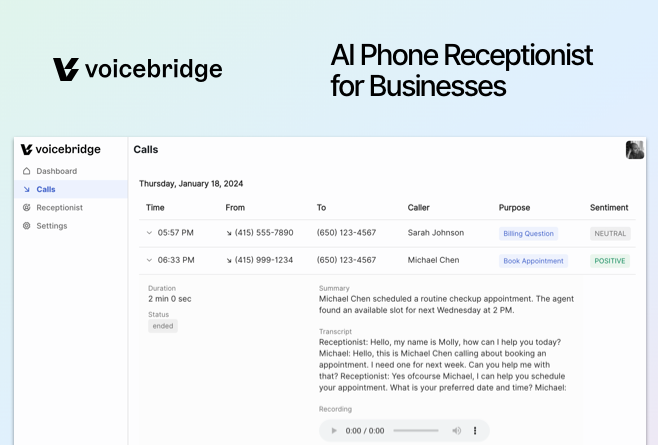 voicebridge
AI Phone Receptionist
for Businesses
voicebridge
Dashboard
Calls
Receptionist
Settings
Calls
Thursday, January 18, 2024
Time From To Caller Purpose Sentiment
05:57 PM (415) 555-7890 (650) 123-4567 Sarah Johnson Billing Question NEUTRAL
06:33 PM (415) 999-1234 (650) 123-4567 Michael Chen Book Appointment POSITIVE
Duration
2 min 0 sec
Status
ended
Summary
Michael Chen scheduled a routine checkup appointment. The agent
found an available slot for next Wednesday at 2 PM.
Transcript
Receptionist: Hello, my name is Molly, how can I help you today?
Michael: Hello, this is Michael Chen calling about booking an
appointment. I need one for next week. Can you help me with
that? Receptionist: Yes ofcourse Michael, I can help you schedule
your appointment. What is your preferred date and time? Michael:
Recording
0:00 / 0:00